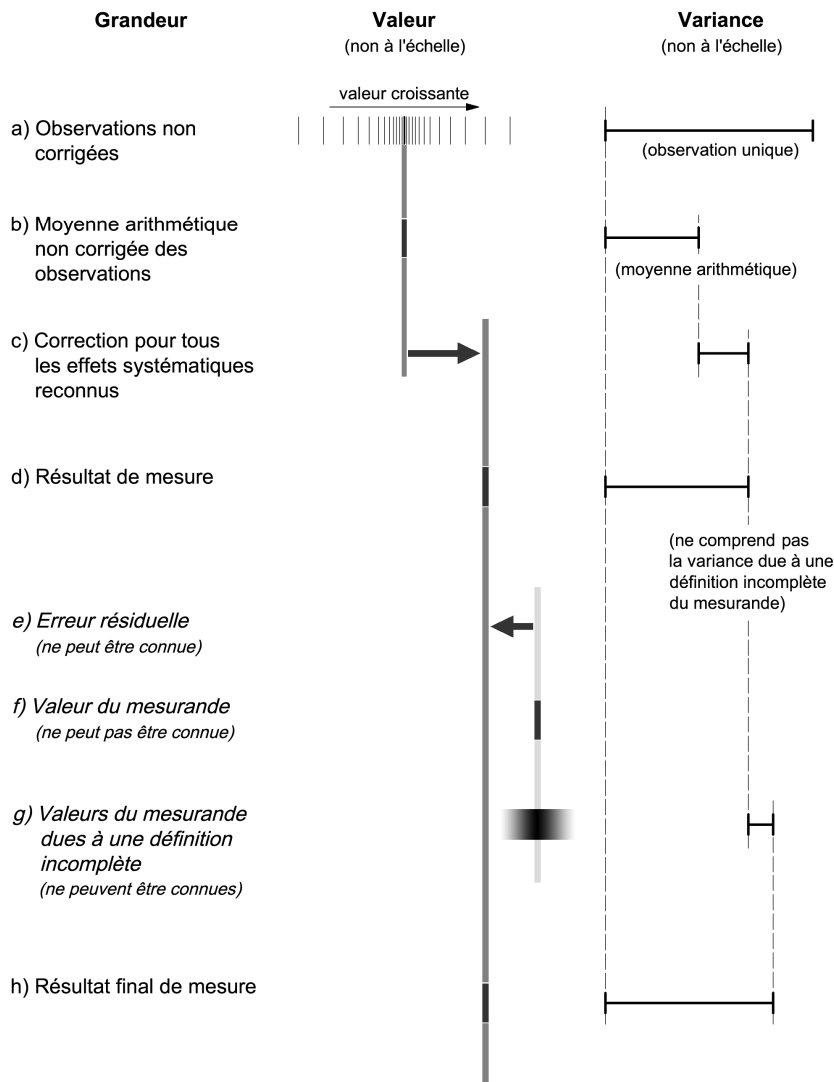 Grandeur
Valeur
(non à l'échelle)
Variance
(non à l'échelle)
valeur croissante
a) Observations non
corrigées
(observation unique)
b) Moyenne arithmétique
non corrigée des
observations
(moyenne arithmétique)
c) Correction pour tous
les effets systématiques
reconnus
d) Résultat de mesure
(ne comprend pas
la variance due à une
définition incomplète
du mesurande)
e) Erreur résiduelle
(ne peut être connue)
f) Valeur du mesurande
(ne peut pas être connue)
g) Valeurs du mesurande
dues à une définition
incomplète
(ne peuvent être connues)
h) Résultat final de mesure